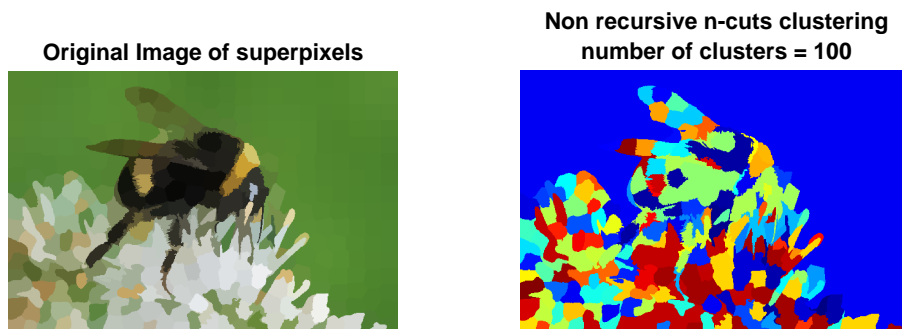 Original Image of superpixels
Non recursive n-cuts clustering
number of clusters = 100